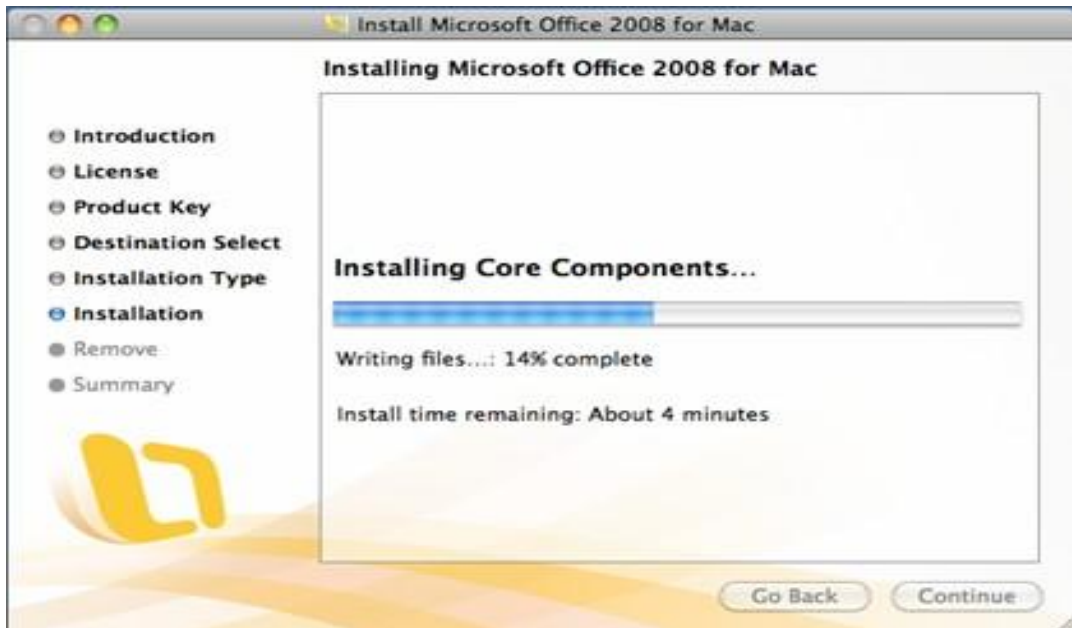 Install Microsoft Office 2008 for Mac
Installing Microsoft Office 2008 for Mac
Introduction
License
Product Key
Destination Select
Installation Type
Installation
Remove
Summary
Installing Core Components...
Writing files...: 14% complete
Install time remaining: About 4 minutes
Go Back
Continue